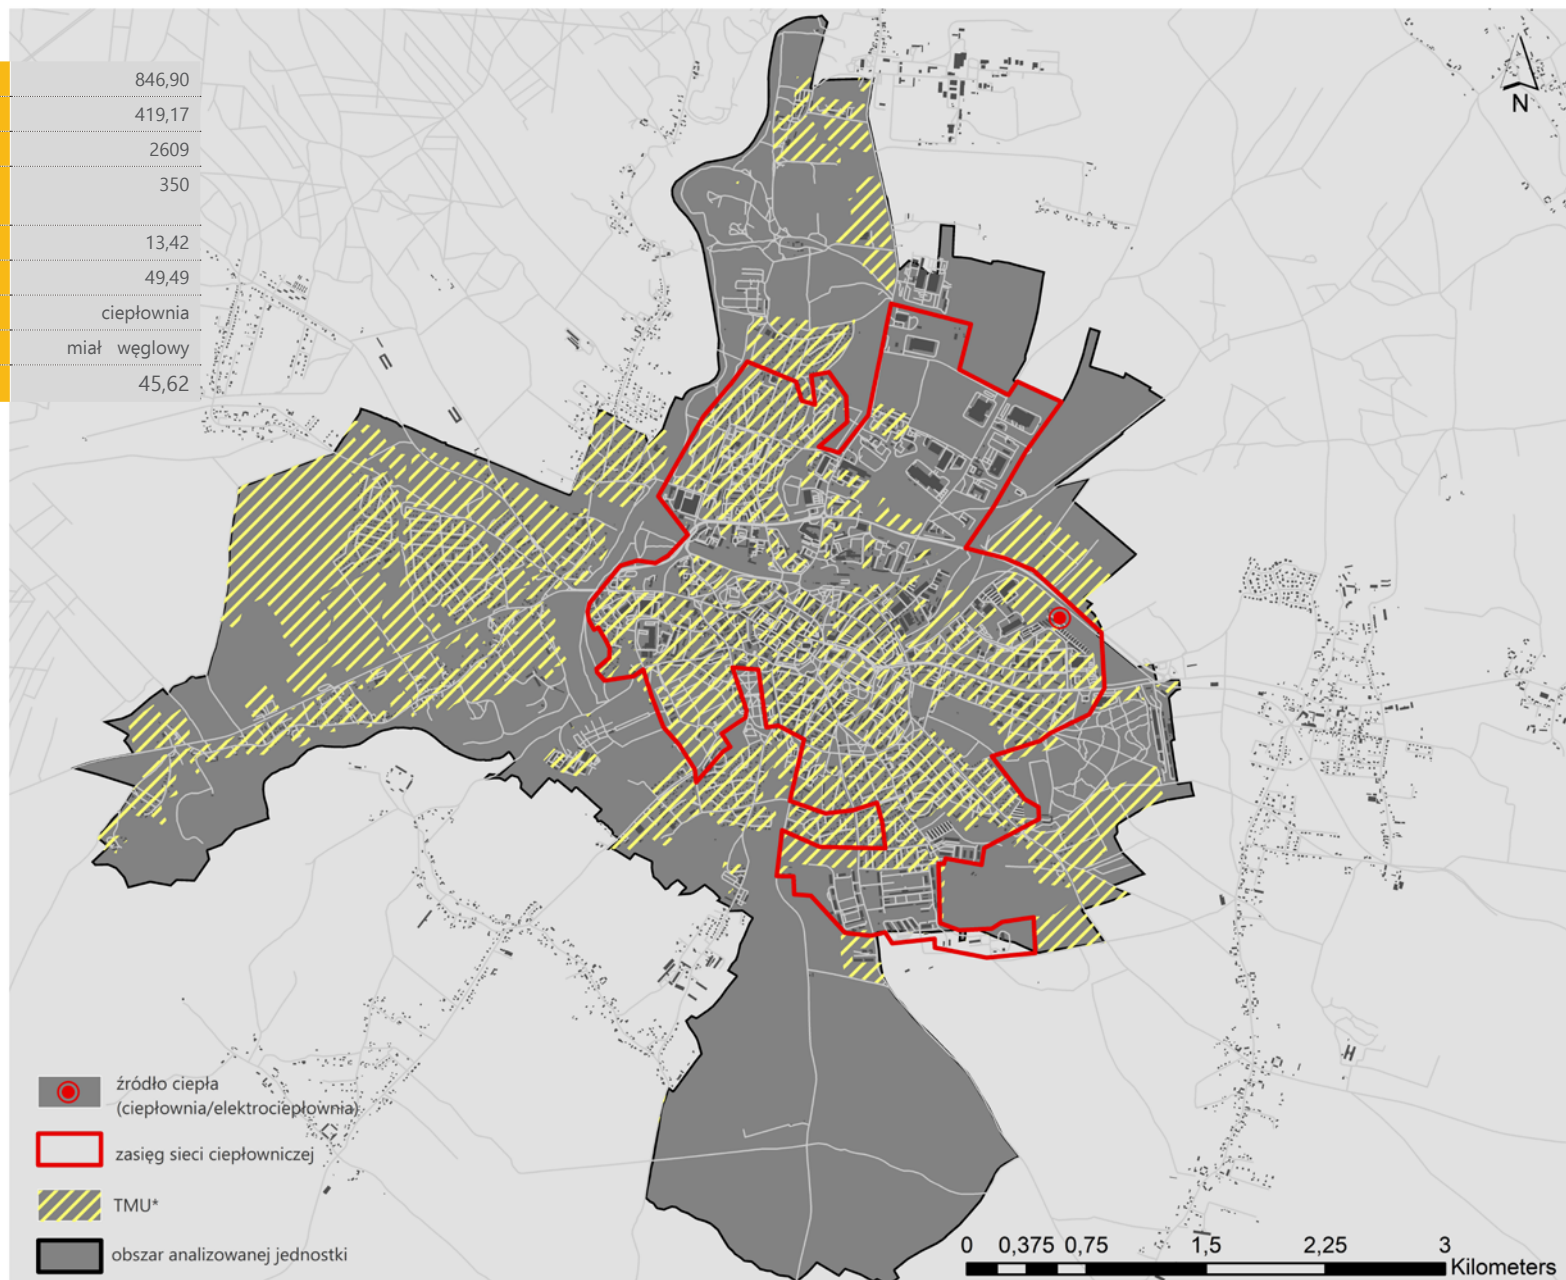 846,90
419,17
2609
350
13,42
49,49
ciepłownia
miał węglowy
45,62
N
źródło ciepła
(ciepłownia/elektrociepłownia)
zasięg sieci ciepłowniczej
TMU*
obszar analizowanej jednostki
0 0,375 0,75 1,5 2,25 3
Kilometers